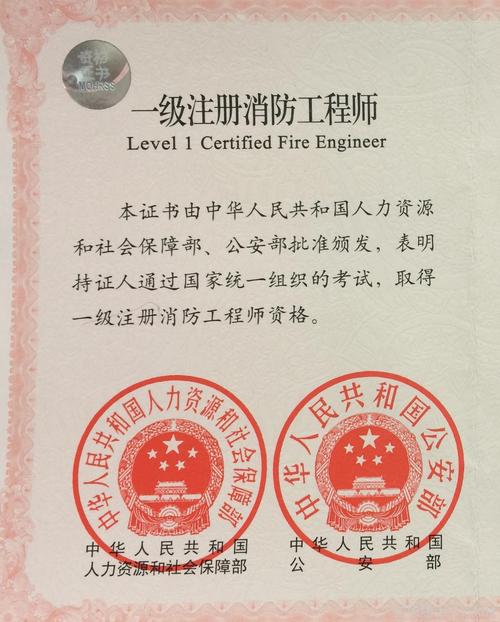 资格
证书
MOHRSS
一级注册消防工程师
Level 1 Certified Fire Engineer
本证书由中华人民共和国人力资源
和社会保障部、公安部批准颁发，表明
持证人通过国家统一组织的考试，取得
一级注册消防工程师资格。
中华人民共和国人力资源和社会保障部
中华人民共和国公安部
中华人民共和国
人力资源和社会保障部
中华人民共和国
公安部